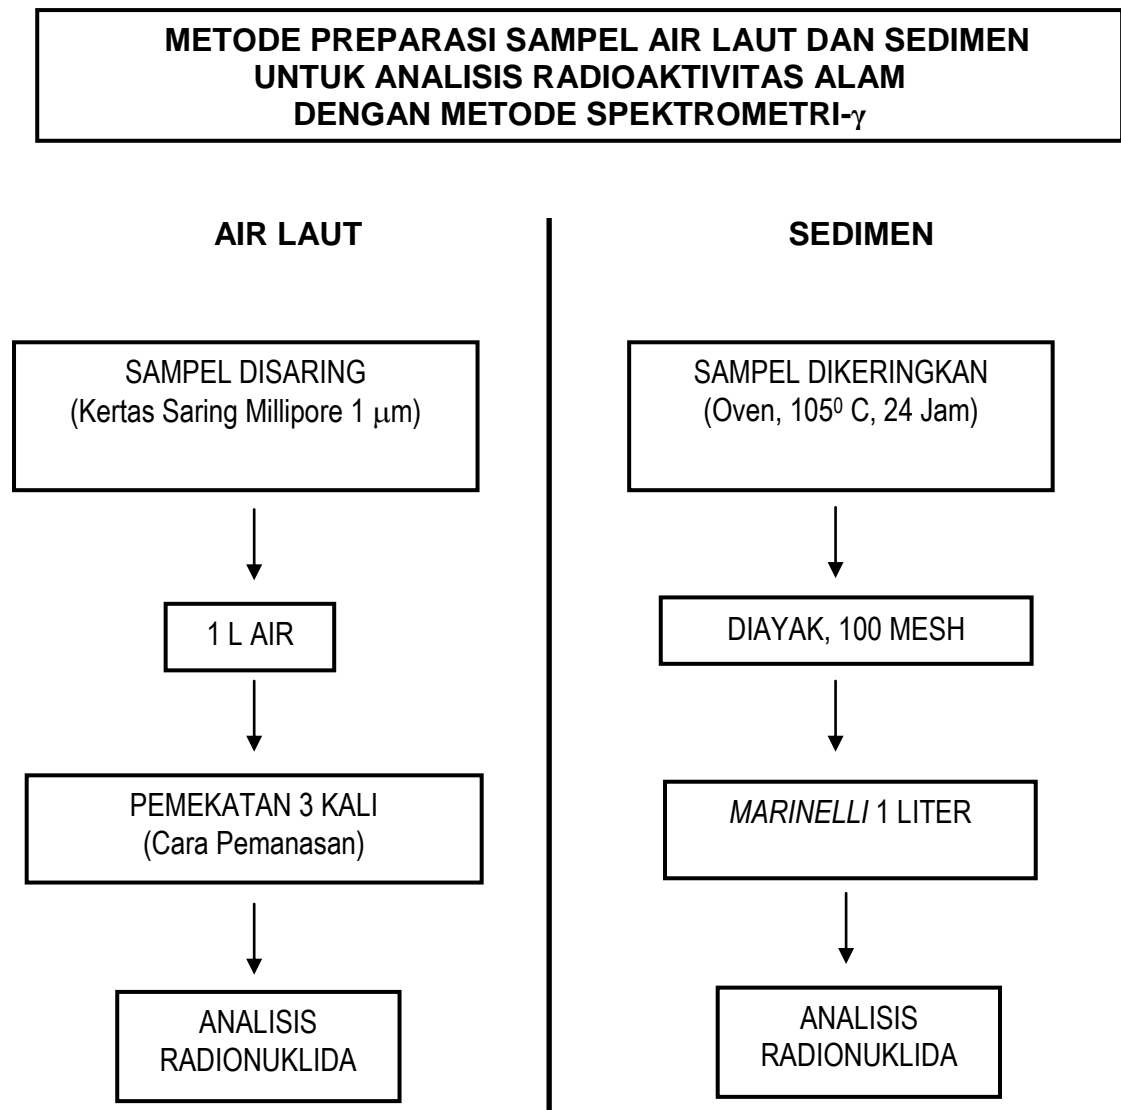 METODE PREPARASI SAMPEL AIR LAUT DAN SEDIMEN
UNTUK ANALISIS RADIOAKTIVITAS ALAM
DENGAN METODE SPEKTROMETRI-γ
AIR LAUT
SAMPEL DISARING
(Kertas Saring Millipore 1 μm)
1 L AIR
PEMEKATAN 3 KALI
(Cara Pemanasan)
ANALISIS
RADIONUKLIDA
SEDIMEN
SAMPEL DIKERINGKAN
(Oven, 105⁰ C, 24 Jam)
DIAYAK, 100 MESH
MARINELLI 1 LITER
ANALISIS
RADIONUKLIDA